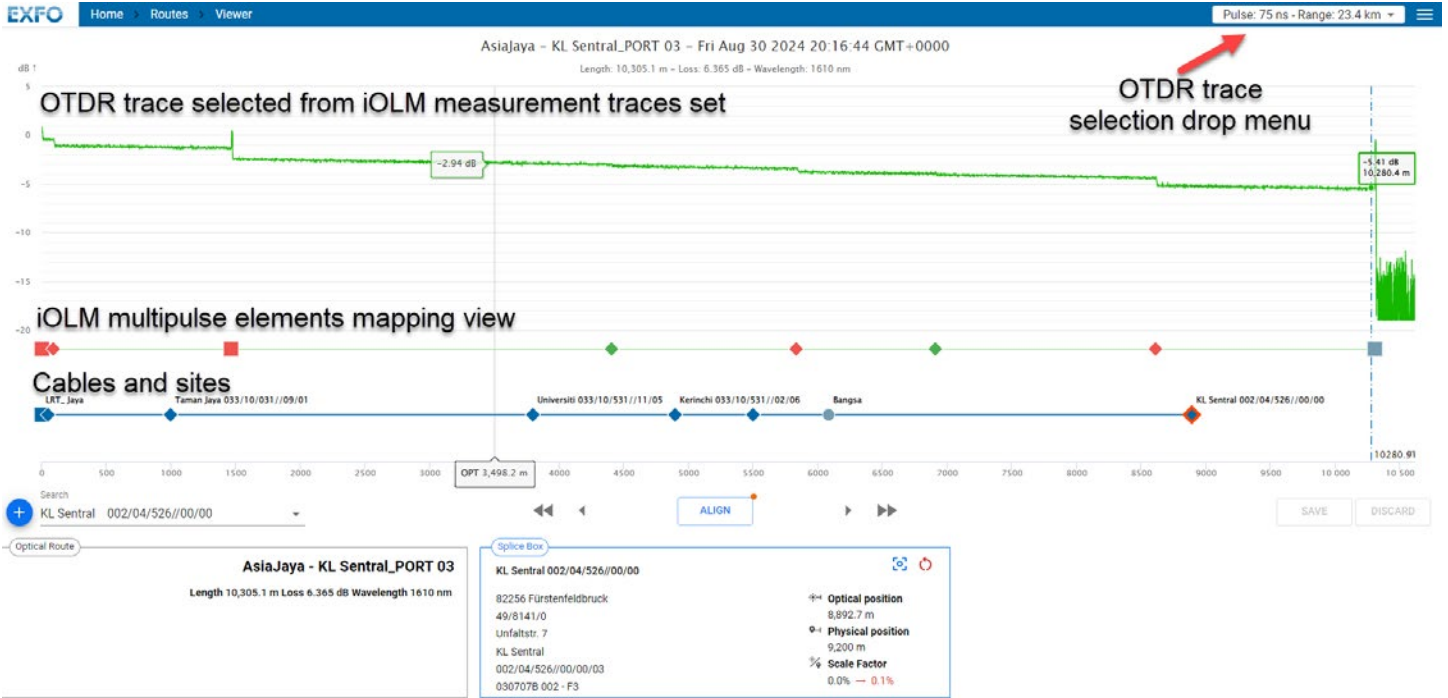 EXFO Home > Routes > Viewer Pulse: 75 ns - Range: 23.4 km
AsiaJaya - KL Sentral_PORT 03 - Fri Aug 30 2024 20:16:44 GMT+0000
dB ↑
Length: 10,305.1 m - Loss: 6.365 dB - Wavelength: 1610 nm
5
OTDR trace selected from iOLM measurement traces set
OTDR trace
selection drop menu
0
-2.94 dB
-5.41 dB
10,280.4 m
-5
-10
-15
iOLM multipulse elements mapping view
-20
Cables and sites
LRT_ Jaya Taman Jaya 033/10/031//09/01 Universiti 033/10/531//11/05 Kerinchi 033/10/531//02/06 Bangsa KL Sentral 002/04/526//00/00
10280.91
0 500 1000 1500 2000 2500 3000 OPT 3,498.2 m 4000 4500 5000 5500 6000 6500 7000 7500 8000 8500 9000 9500 10 000 10 500
Search
KL Sentral 002/04/526//00/00
ALIGN
SAVE DISCARD
Optical Route
AsiaJaya - KL Sentral_PORT 03
Length 10,305.1 m Loss 6.365 dB Wavelength 1610 nm
Splice Box
KL Sentral 002/04/526//00/00
82256 Fürstenfeldbruck
49/8141/0
Unfaltstr. 7
KL Sentral
002/04/526//00/00/03
030707B 002 - F3
Optical position
8,892.7 m
Physical position
9,200 m
Scale Factor
0.0% → 0.1%